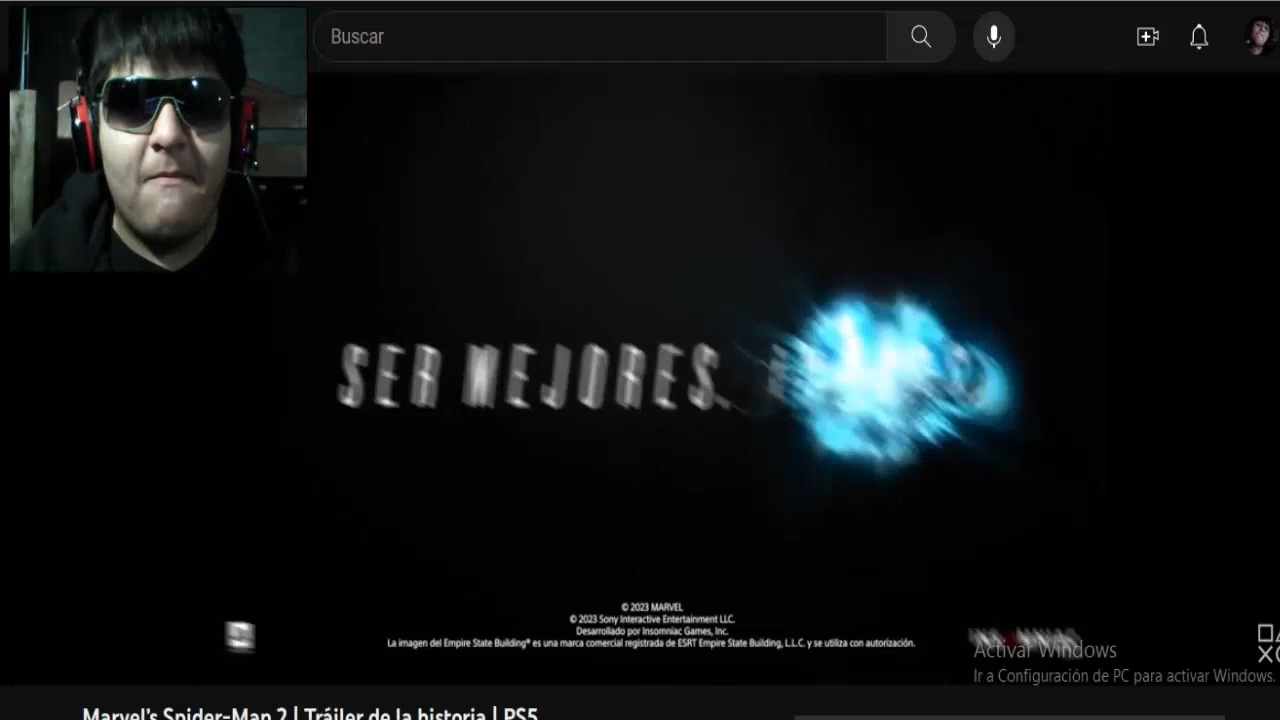 Buscar
SER MEJORES.
© 2023 MARVEL
© 2023 Sony Interactive Entertainment LLC.
Desarrollado por Insomniac Games, Inc.
La imagen del Empire State Building® es una marca comercial registrada de ESRT Empire State Building, L.L.C. y se utiliza con autorización.
Activar Windows
Ir a Configuración de PC para activar Windows.
Marvel's Spider-Man 2 | Tráiler de la historia | PS5